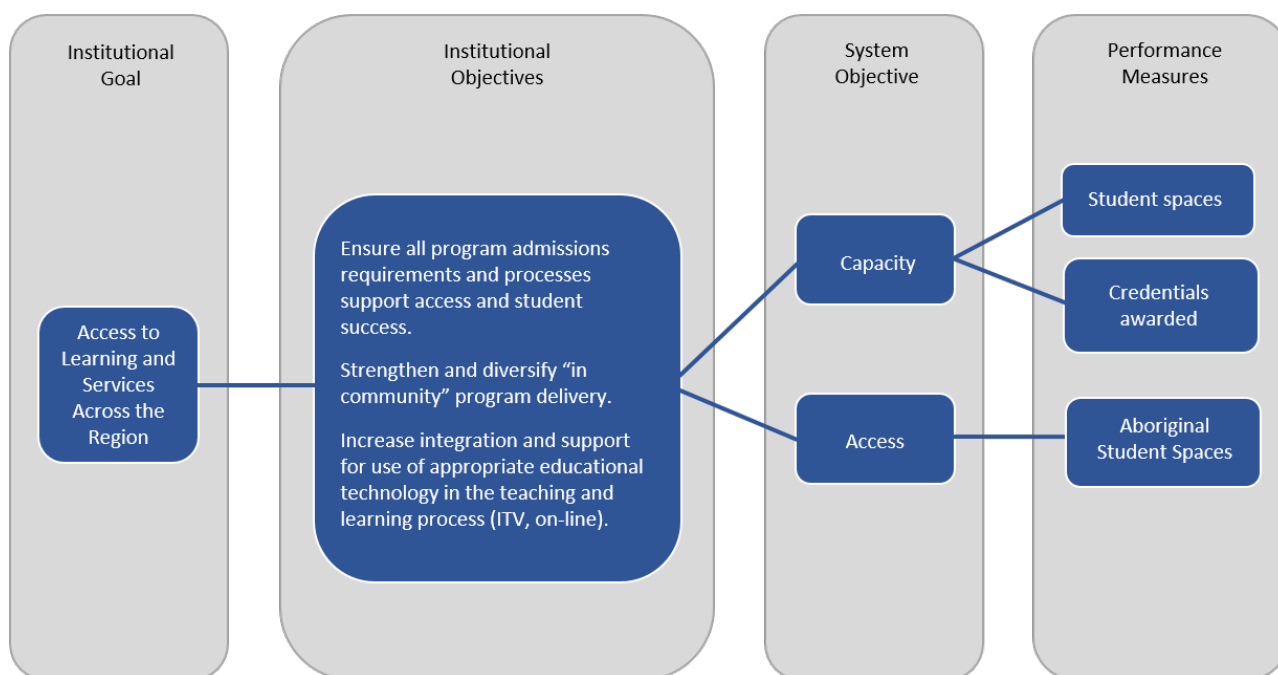 Institutional
Goal
Institutional
Objectives
System
Objective
Performance
Measures
Access to
Learning and
Services
Across the
Region
Ensure all program admissions
requirements and processes
support access and student
success.
Strengthen and diversify “in
community” program delivery.
Increase integration and support
for use of appropriate educational
technology in the teaching and
learning process (ITV, on-line).
Capacity
Access
Student spaces
Credentials
awarded
Aboriginal
Student Spaces